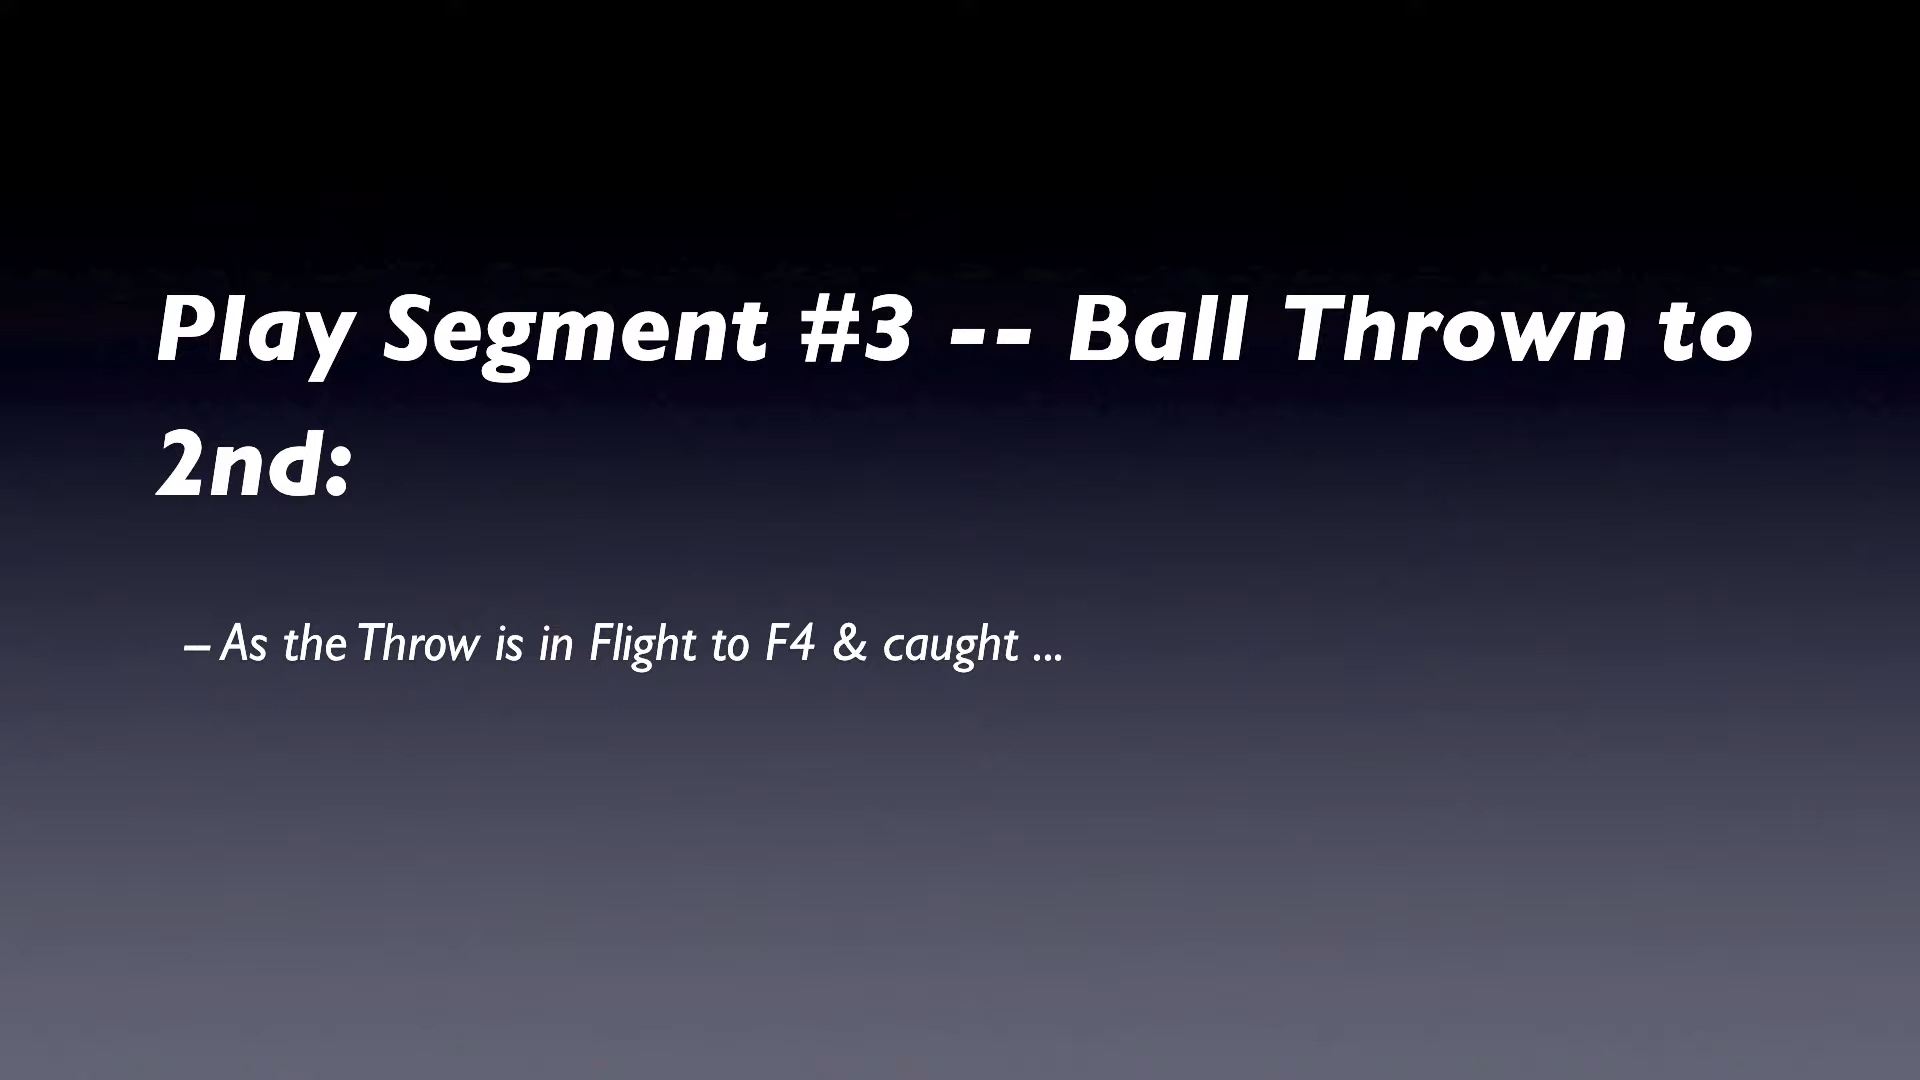 Play Segment #3 -- Ball Thrown to
2nd:
– As the Throw is in Flight to F4 & caught ...